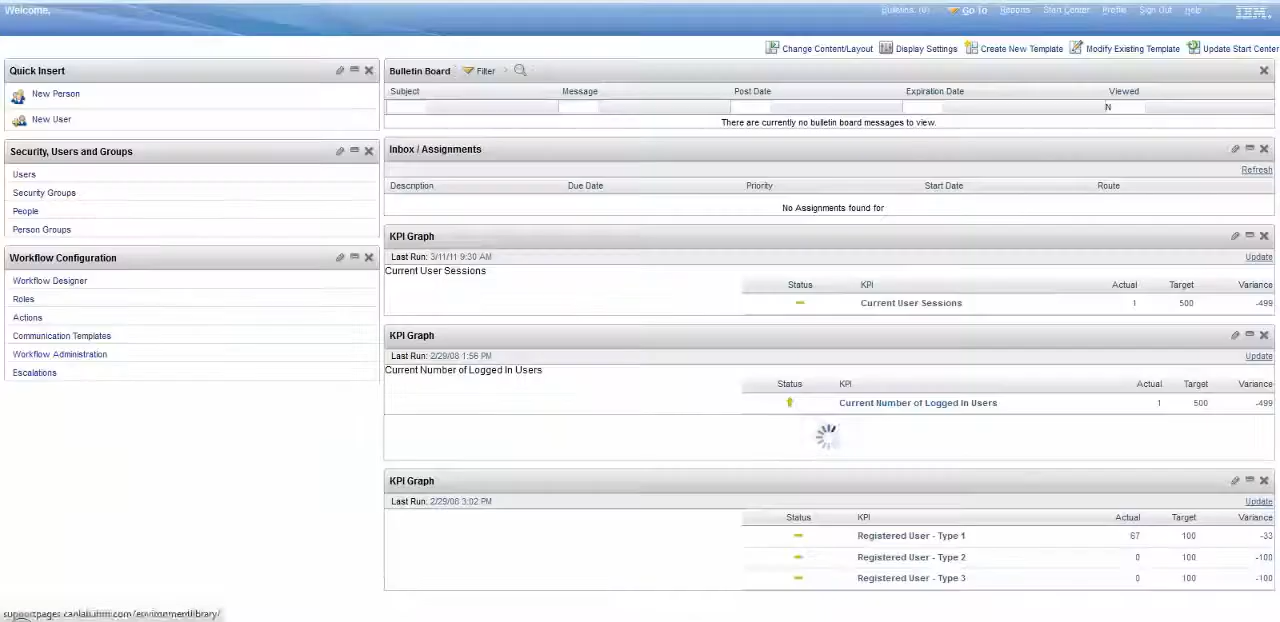 Welcome,
Bulletins: (0) Go To Reports Start Center Profile Sign Out Help IBM
Change Content/Layout Display Settings Create New Template Modify Existing Template Update Start Center
Quick Insert
New Person
New User
Security, Users and Groups
Users
Security Groups
People
Person Groups
Workflow Configuration
Workflow Designer
Roles
Actions
Communication Templates
Workflow Administration
Escalations
Bulletin Board Filter
Subject Message Post Date Expiration Date Viewed
N
There are currently no bulletin board messages to view.
Inbox / Assignments
Refresh
Description Due Date Priority Start Date Route
No Assignments found for
KPI Graph
Last Run: 3/11/11 9:30 AM Update
Current User Sessions
Status KPI Actual Target Variance
Current User Sessions 1 500 -499
KPI Graph
Last Run: 2/29/08 1:56 PM Update
Current Number of Logged In Users
Status KPI Actual Target Variance
Current Number of Logged In Users 1 500 -499
KPI Graph
Last Run: 2/29/08 3:02 PM Update
Status KPI Actual Target Variance
Registered User - Type 1 67 100 -33
Registered User - Type 2 0 100 -100
Registered User - Type 3 0 100 -100